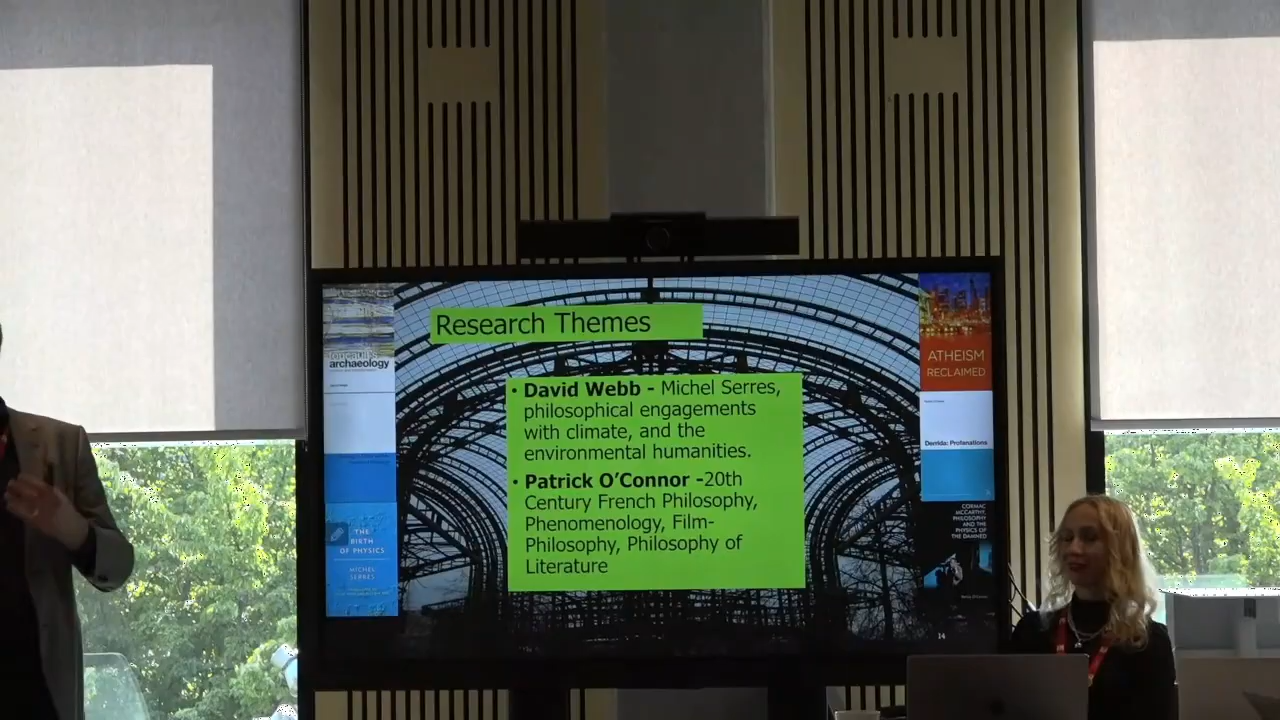 Research Themes
• David Webb - Michel Serres,
philosophical engagements
with climate, and the
environmental humanities.
• Patrick O’Connor -20th
Century French Philosophy,
Phenomenology, Film-
Philosophy, Philosophy of
Literature
archaeology
THE
BIRTH
OF PHYSICS
MICHEL
SERRES
ATHEISM
RECLAIMED
Derrida: Profanations
CORMAC
MCCARTHY,
PHILOSOPHY
AND THE
PHYSICS OF
THE DAMNED
14